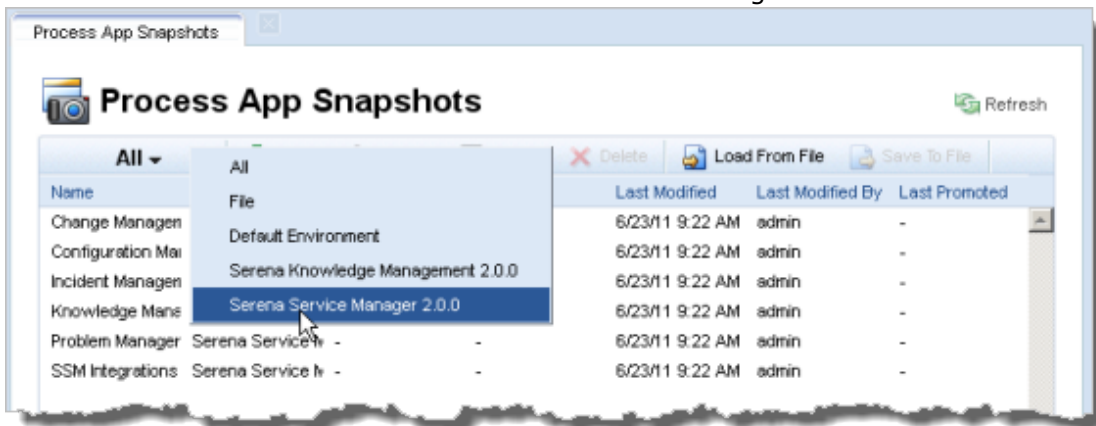 Process App Snapshots
Process App Snapshots
Refresh
All Delete Load From File Save To File
All
File
Default Environment
Serena Knowledge Management 2.0.0
Serena Service Manager 2.0.0
Name Last Modified Last Modified By Last Promoted
Change Managen 6/23/11 9:22 AM admin -
Configuration Mai 6/23/11 9:22 AM admin -
Incident Managen 6/23/11 9:22 AM admin -
Knowledge Mana 6/23/11 9:22 AM admin -
Problem Manager Serena Service M - - 6/23/11 9:22 AM admin -
SSM Integrations Serena Service M - - 6/23/11 9:22 AM admin -